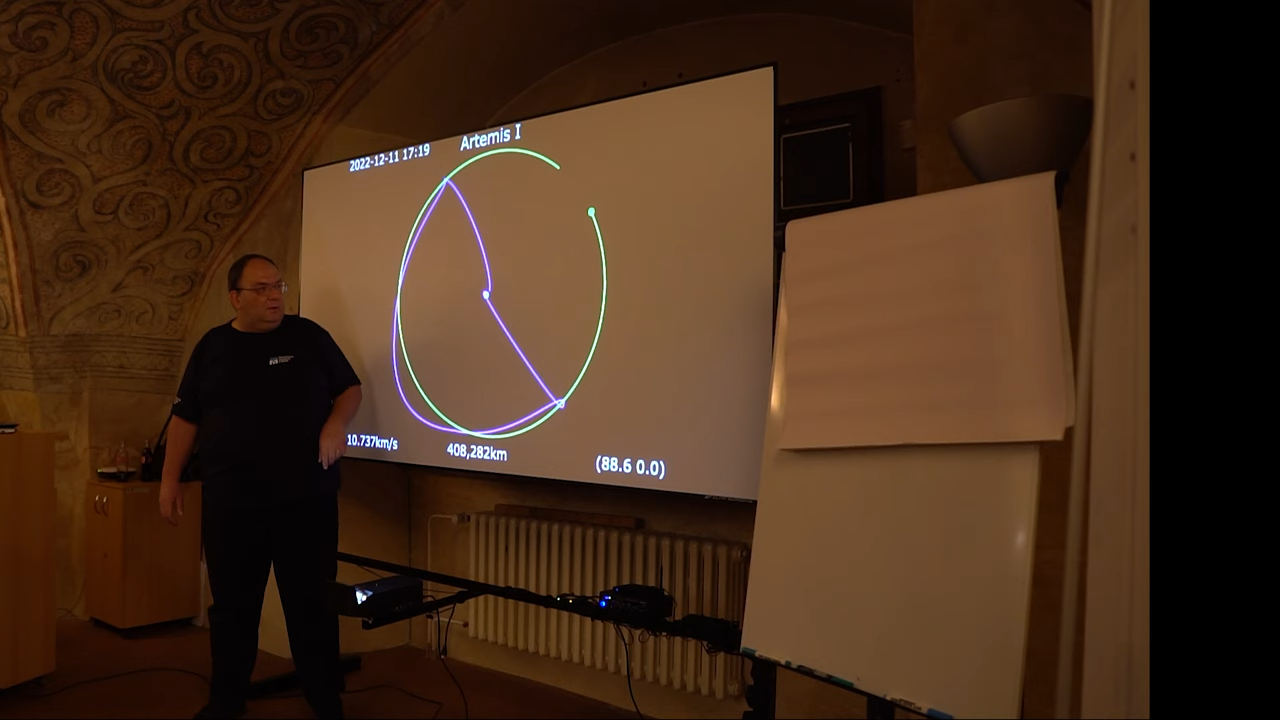 Artemis I
2022-12-11 17:19
10.737km/s
408,282km
(88.6 0.0)